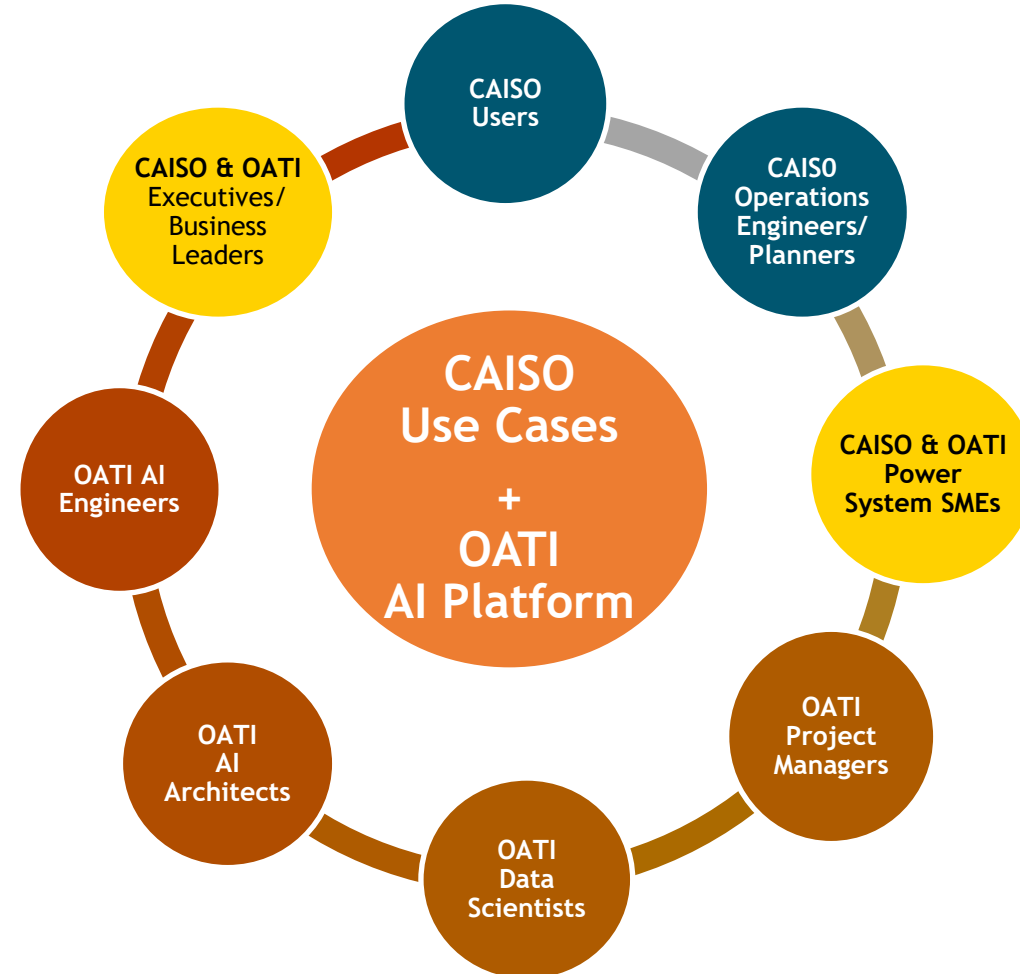 CAISO
Users
CAIS0
Operations
Engineers/
Planners
CAISO & OATI
Power
System SMEs
OATI
Project
Managers
OATI
Data
Scientists
OATI
AI
Architects
OATI AI
Engineers
CAISO & OATI
Executives/
Business
Leaders
CAISO
Use Cases
+
OATI
AI Platform